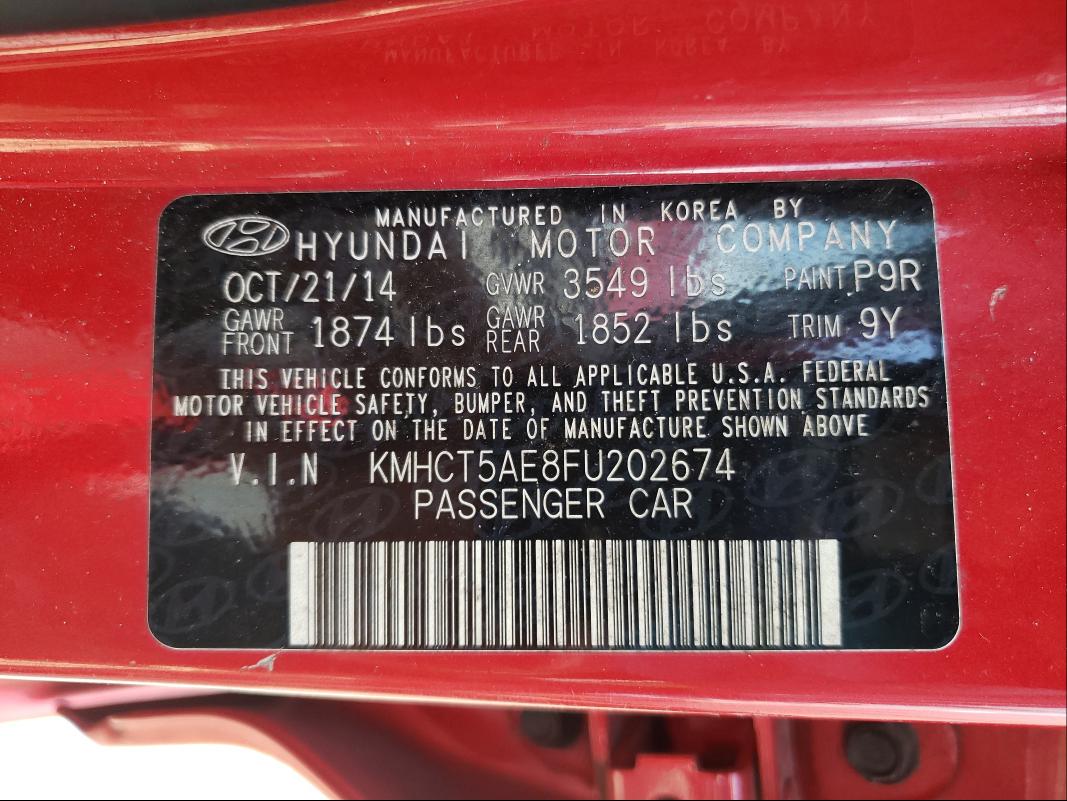 MANUFACTURED IN KOREA BY
HYUNDAI MOTOR COMPANY
OCT/21/14 GVWR 3549 lbs PAINT P9R
GAWR FRONT 1874 lbs GAWR REAR 1852 lbs TRIM 9Y
THIS VEHICLE CONFORMS TO ALL APPLICABLE U.S.A. FEDERAL
MOTOR VEHICLE SAFETY, BUMPER, AND THEFT PREVENTION STANDARDS
IN EFFECT ON THE DATE OF MANUFACTURE SHOWN ABOVE
V.I.N KMHCT5AE8FU202674
PASSENGER CAR